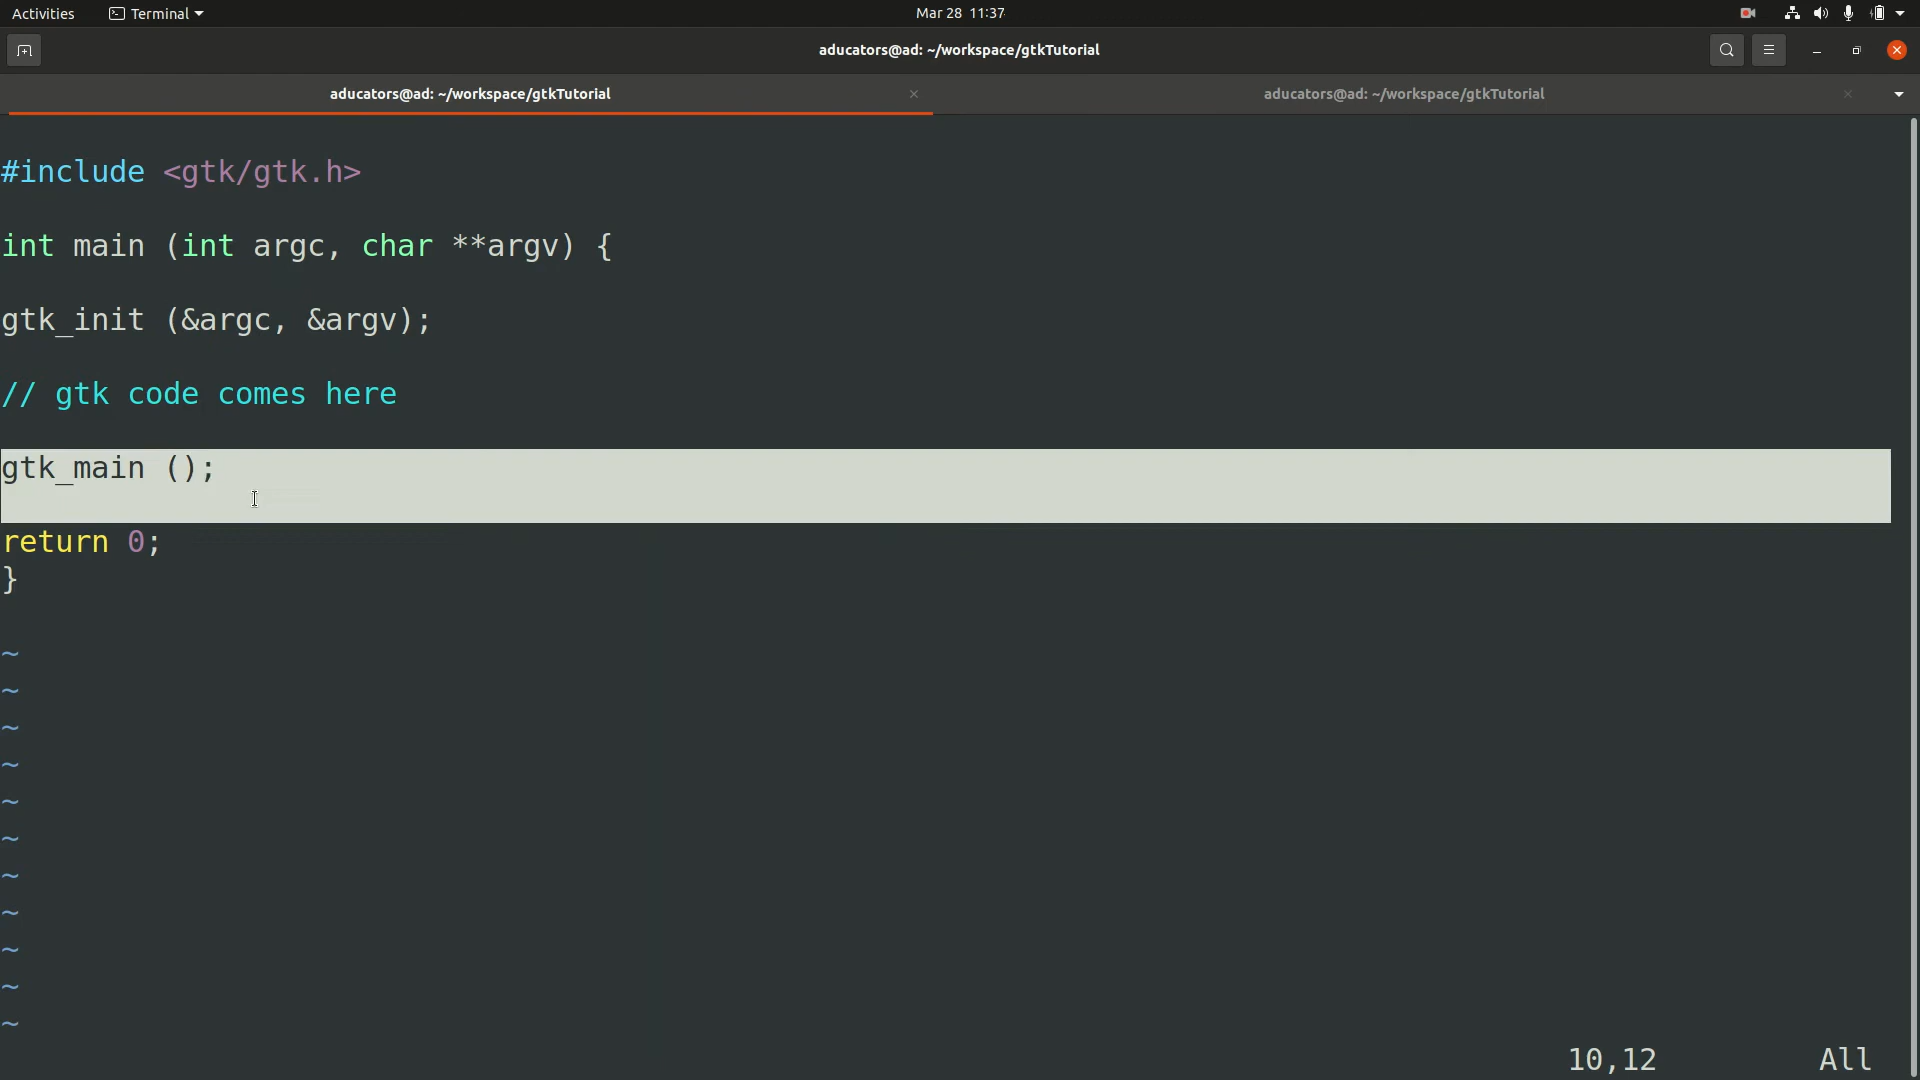 Activities Terminal Mar 28 11:37
aducators@ad: ~/workspace/gtkTutorial
aducators@ad: ~/workspace/gtkTutorial aducators@ad: ~/workspace/gtkTutorial
#include <gtk/gtk.h>
int main (int argc, char **argv) {
gtk_init (&argc, &argv);
// gtk code comes here
gtk_main ();
return 0;
}
~
~
~
~
~
~
~
~
~
~
~
10,12 All